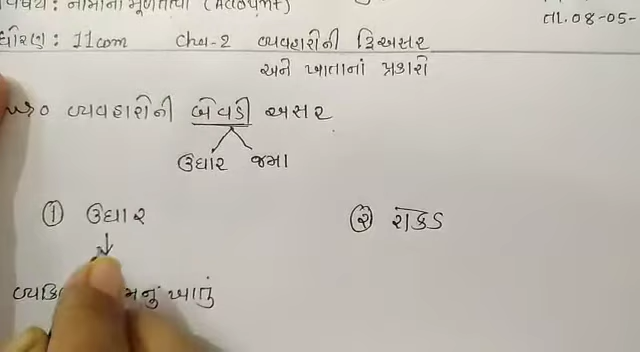 વિષય: નામાના મૂળતત્વો (Account)
તા. 08-05-
ધોરણ: 11com Cha-2 વ્યવહારોની દ્વિઅસર
અને ખાતાનાં પ્રકારો
વ્યવહારોની બેવડી અસર
ઉધાર જમા
① ઉધાર ② રોકડ
નું ખાતું